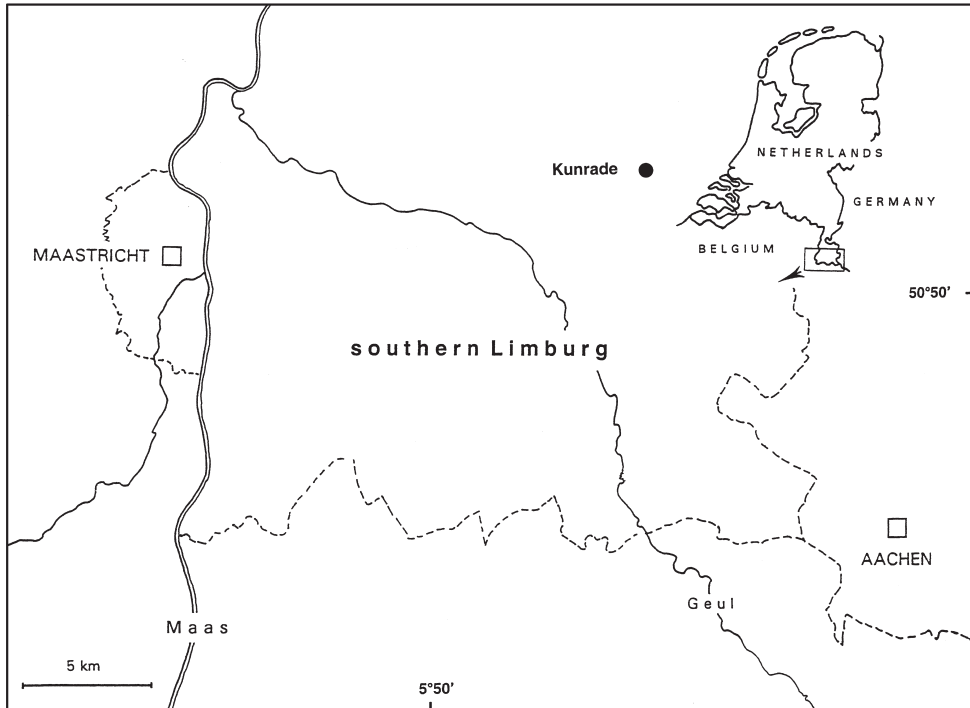 NETHERLANDS
Kunrade
GERMANY
BELGIUM
MAASTRICHT
50°50'
southern Limburg
AACHEN
Geul
Maas
5 km
5°50'